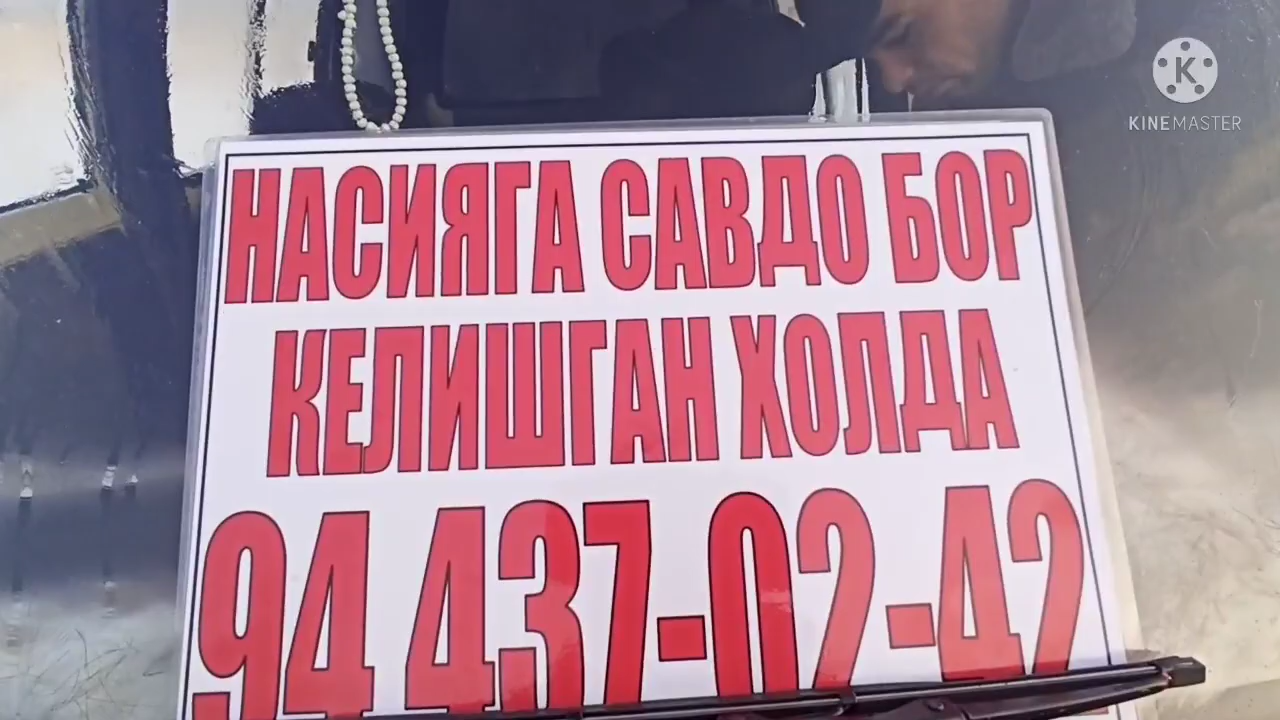 НАСИЯГА САВДО БОР
КЕЛИШГАН ХОЛДА
94 437-02-42
K
KINEMASTER